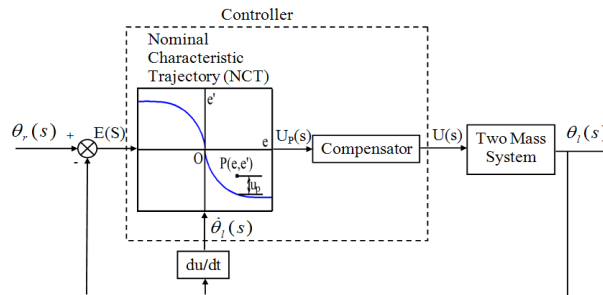 Controller
Nominal
Characteristic
Trajectory (NCT)
e'
θr(s)
+
E(S)
-
O
e
P(e,e')
up
UP(s)
Compensator
U(s)
Two Mass
System
θl(s)
θ̇l(s)
du/dt